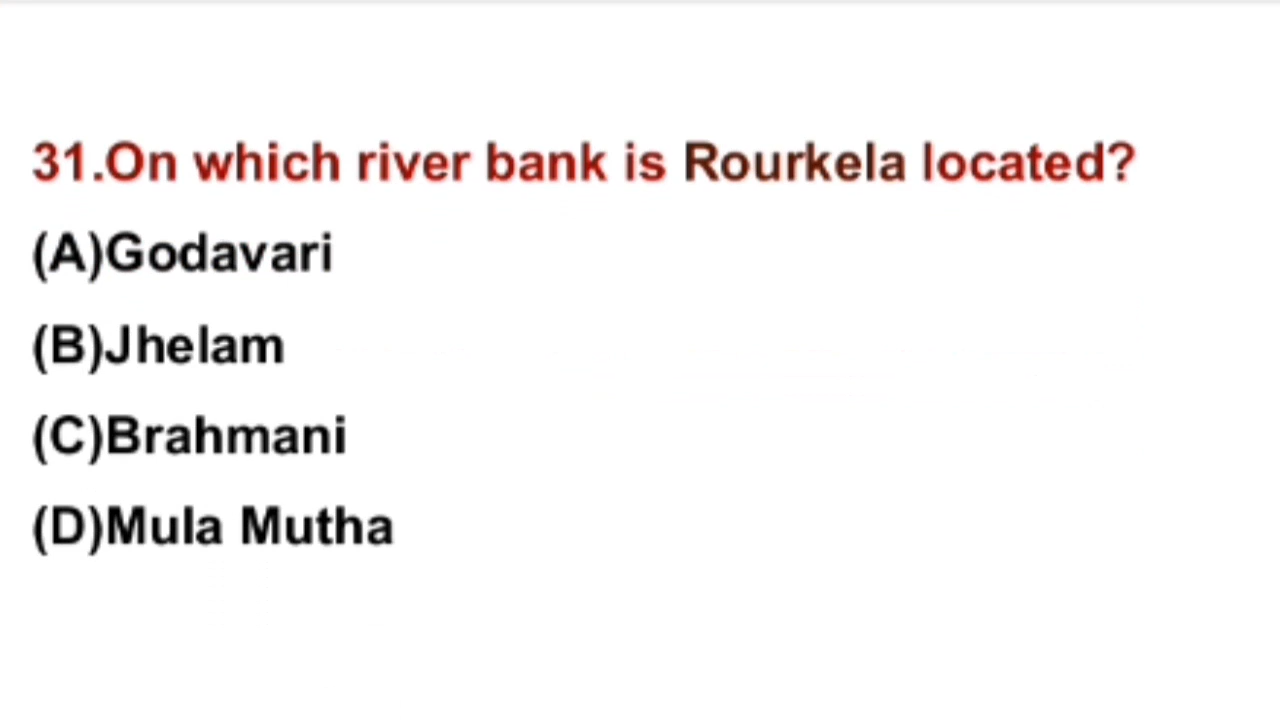 31.On which river bank is Rourkela located?
(A)Godavari
(B)Jhelam
(C)Brahmani
(D)Mula Mutha